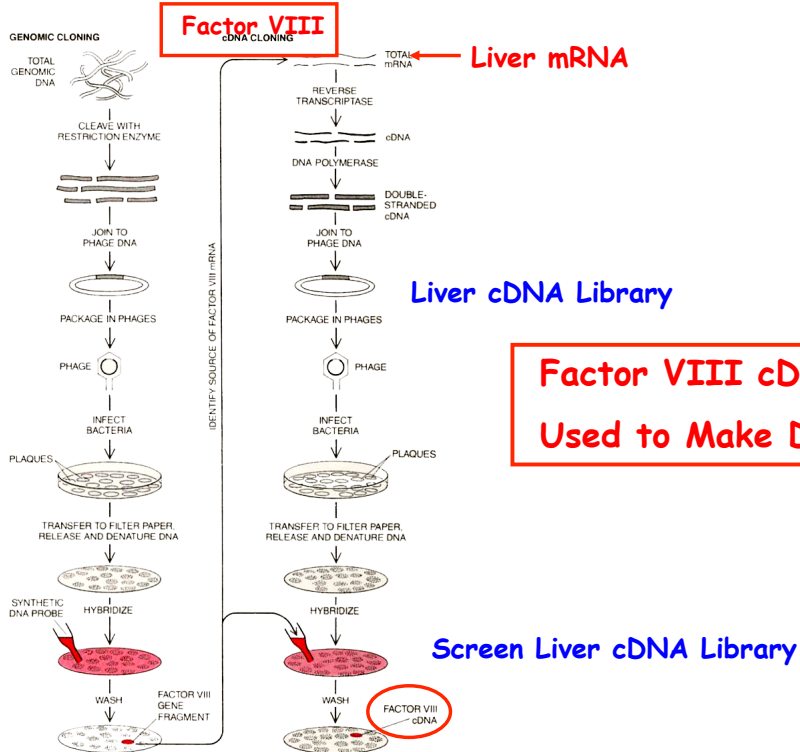 Factor VIII
GENOMIC CLONING
cDNA CLONING
TOTAL
GENOMIC
DNA
CLEAVE WITH
RESTRICTION ENZYME
JOIN TO
PHAGE DNA
PACKAGE IN PHAGES
PHAGE
INFECT
BACTERIA
PLAQUES
TRANSFER TO FILTER PAPER,
RELEASE AND DENATURE DNA
SYNTHETIC
DNA PROBE
HYBRIDIZE
WASH
FACTOR VIII
GENE
FRAGMENT
IDENTIFY SOURCE OF FACTOR VIII mRNA
TOTAL
mRNA
Liver mRNA
REVERSE
TRANSCRIPTASE
cDNA
DNA POLYMERASE
DOUBLE-
STRANDED
cDNA
JOIN TO
PHAGE DNA
Liver cDNA Library
PACKAGE IN PHAGES
PHAGE
Factor VIII cD
Used to Make D
INFECT
BACTERIA
PLAQUES
TRANSFER TO FILTER PAPER,
RELEASE AND DENATURE DNA
HYBRIDIZE
Screen Liver cDNA Library
WASH
FACTOR VIII
cDNA